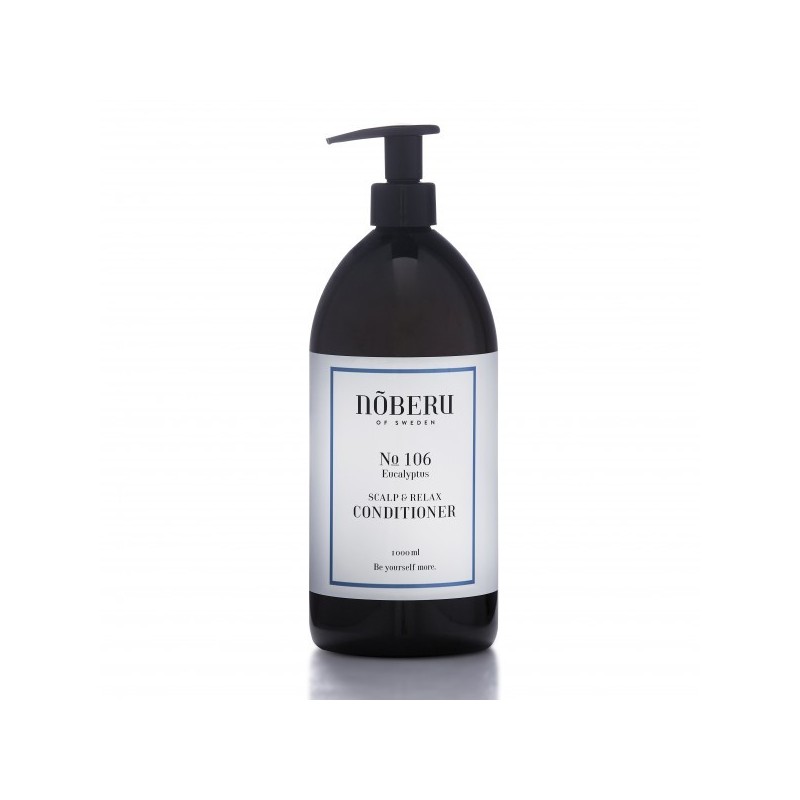 NÕBERU
OF SWEDEN
No 106
Eucalyptus
SCALP & RELAX
CONDITIONER
1000 ml
Be yourself more.